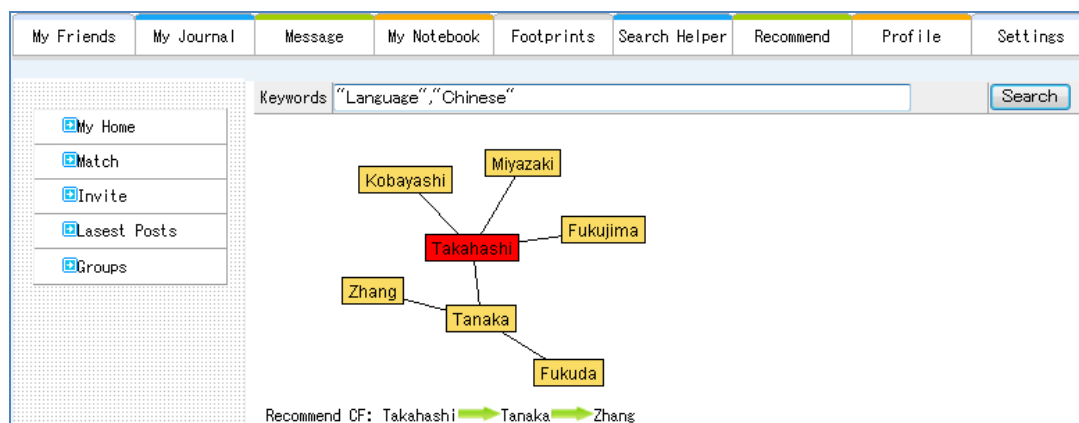 My Friends My Journal Message My Notebook Footprints Search Helper Recommend Profile Settings
Keywords "Language","Chinese" Search
My Home
Match
Invite
Lasest Posts
Groups
Miyazaki
Kobayashi
Fukujima
Takahashi
Zhang
Tanaka
Fukuda
Recommend CF: Takahashi Tanaka Zhang